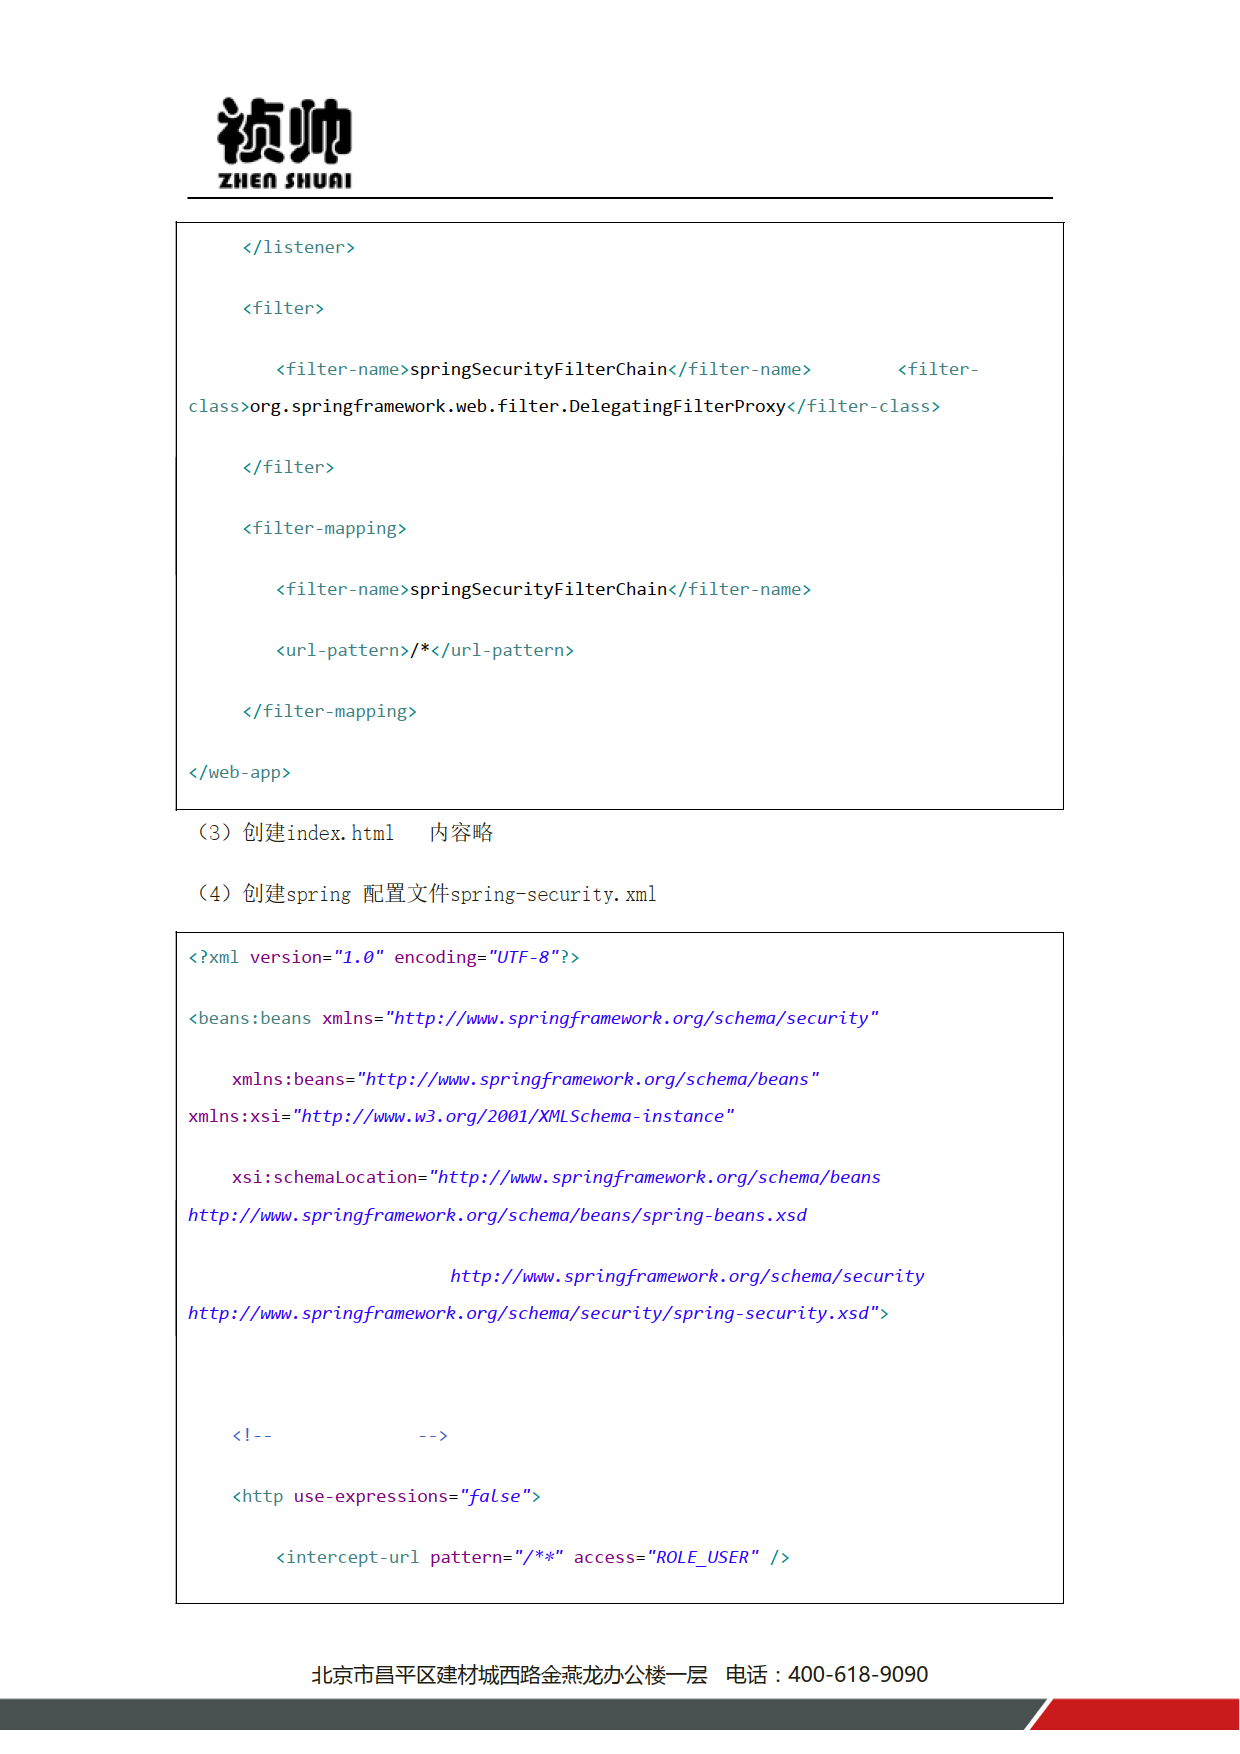 祯帅
ZHEN SHUAI
</listener>
<filter>
<filter-name>springSecurityFilterChain</filter-name> <filter-
class>org.springframework.web.filter.DelegatingFilterProxy</filter-class>
</filter>
<filter-mapping>
<filter-name>springSecurityFilterChain</filter-name>
<url-pattern>/*</url-pattern>
</filter-mapping>
</web-app>
（3）创建index.html 内容略
（4）创建spring 配置文件spring-security.xml
<?xml version="1.0" encoding="UTF-8"?>
<beans:beans xmlns="http://www.springframework.org/schema/security"
xmlns:beans="http://www.springframework.org/schema/beans"
xmlns:xsi="http://www.w3.org/2001/XMLSchema-instance"
xsi:schemaLocation="http://www.springframework.org/schema/beans
http://www.springframework.org/schema/beans/spring-beans.xsd
http://www.springframework.org/schema/security
http://www.springframework.org/schema/security/spring-security.xsd">
<!-- -->
<http use-expressions="false">
<intercept-url pattern="/**" access="ROLE_USER" />
北京市昌平区建材城西路金燕龙办公楼一层 电话：400-618-9090